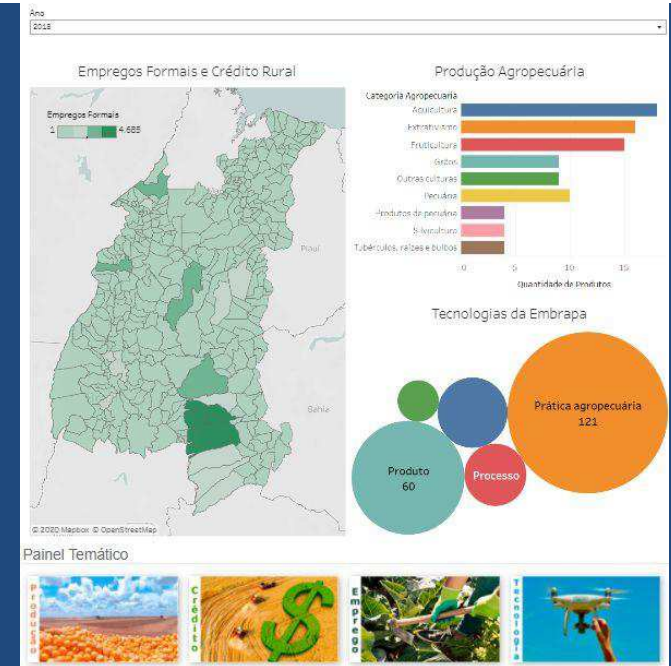 Ano
2018
Empregos Formais e Crédito Rural
Empregos Formais
1 4.685
Piauí
Bahia
© 2020 Mapbox © OpenStreetMap
Produção Agropecuária
Categoria Agropecuaria
Aquicultura
Extrativismo
Fruticultura
Grãos
Outras culturas
Pecuária
Produtos da pecuária
Silvicultura
Tubérculos, raízes e bulbos
0 5 10 15
Quantidade de Produtos
Tecnologias da Embrapa
Prática agropecuária
121
Produto
60
Processo
Painel Temático
Produção
Crédito
Emprego
Tecnologia